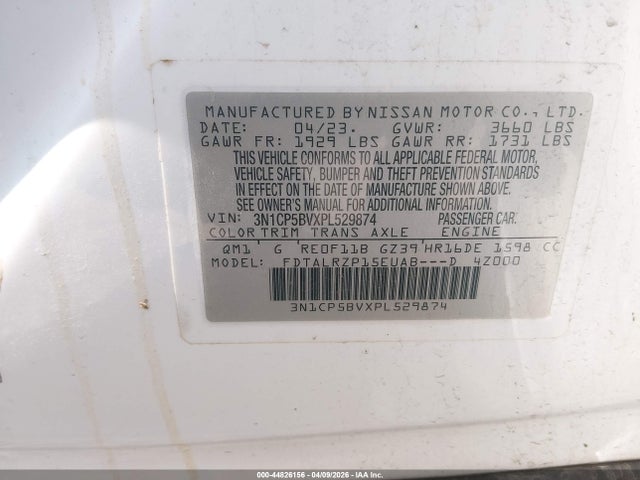 MANUFACTURED BY NISSAN MOTOR CO., LTD.
DATE: 04/23. GVWR: 3660 LBS
GAWR FR: 1929 LBS GAWR RR: 1731 LBS
THIS VEHICLE CONFORMS TO ALL APPLICABLE FEDERAL MOTOR
VEHICLE SAFETY, BUMPER AND THEFT PREVENTION STANDARDS
IN EFFECT ON THE DATE OF MANUFACTURE SHOWN ABOVE.
SEE OWNER'S MANUAL FOR ADDITIONAL INFORMATION.
VIN: 3N1CP5BVXPL529874 PASSENGER CAR.
COLOR TRIM TRANS AXLE ENGINE
QM1 G RE0F11B GZ39 HR16DE 1598 CC
MODEL: FDTALRZP15EUAB---D 4Z000
3N1CP5BVXPL529874
000-44826156 | 04/09/2026 | IAA Inc.